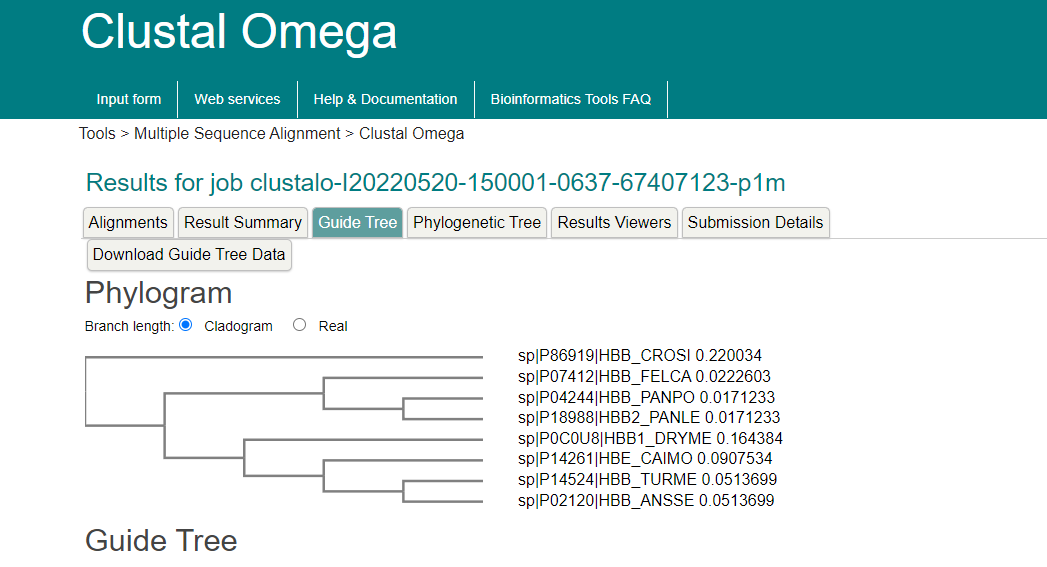 Clustal Omega
Input form Web services Help & Documentation Bioinformatics Tools FAQ
Tools > Multiple Sequence Alignment > Clustal Omega
Results for job clustalo-I20220520-150001-0637-67407123-p1m
Alignments Result Summary Guide Tree Phylogenetic Tree Results Viewers Submission Details
Download Guide Tree Data
Phylogram
Branch length: Cladogram Real
sp|P86919|HBB_CROSI 0.220034
sp|P07412|HBB_FELCA 0.0222603
sp|P04244|HBB_PANPO 0.0171233
sp|P18988|HBB2_PANLE 0.0171233
sp|P0C0U8|HBB1_DRYME 0.164384
sp|P14261|HBE_CAIMO 0.0907534
sp|P14524|HBB_TURME 0.0513699
sp|P02120|HBB_ANSSE 0.0513699
Guide Tree